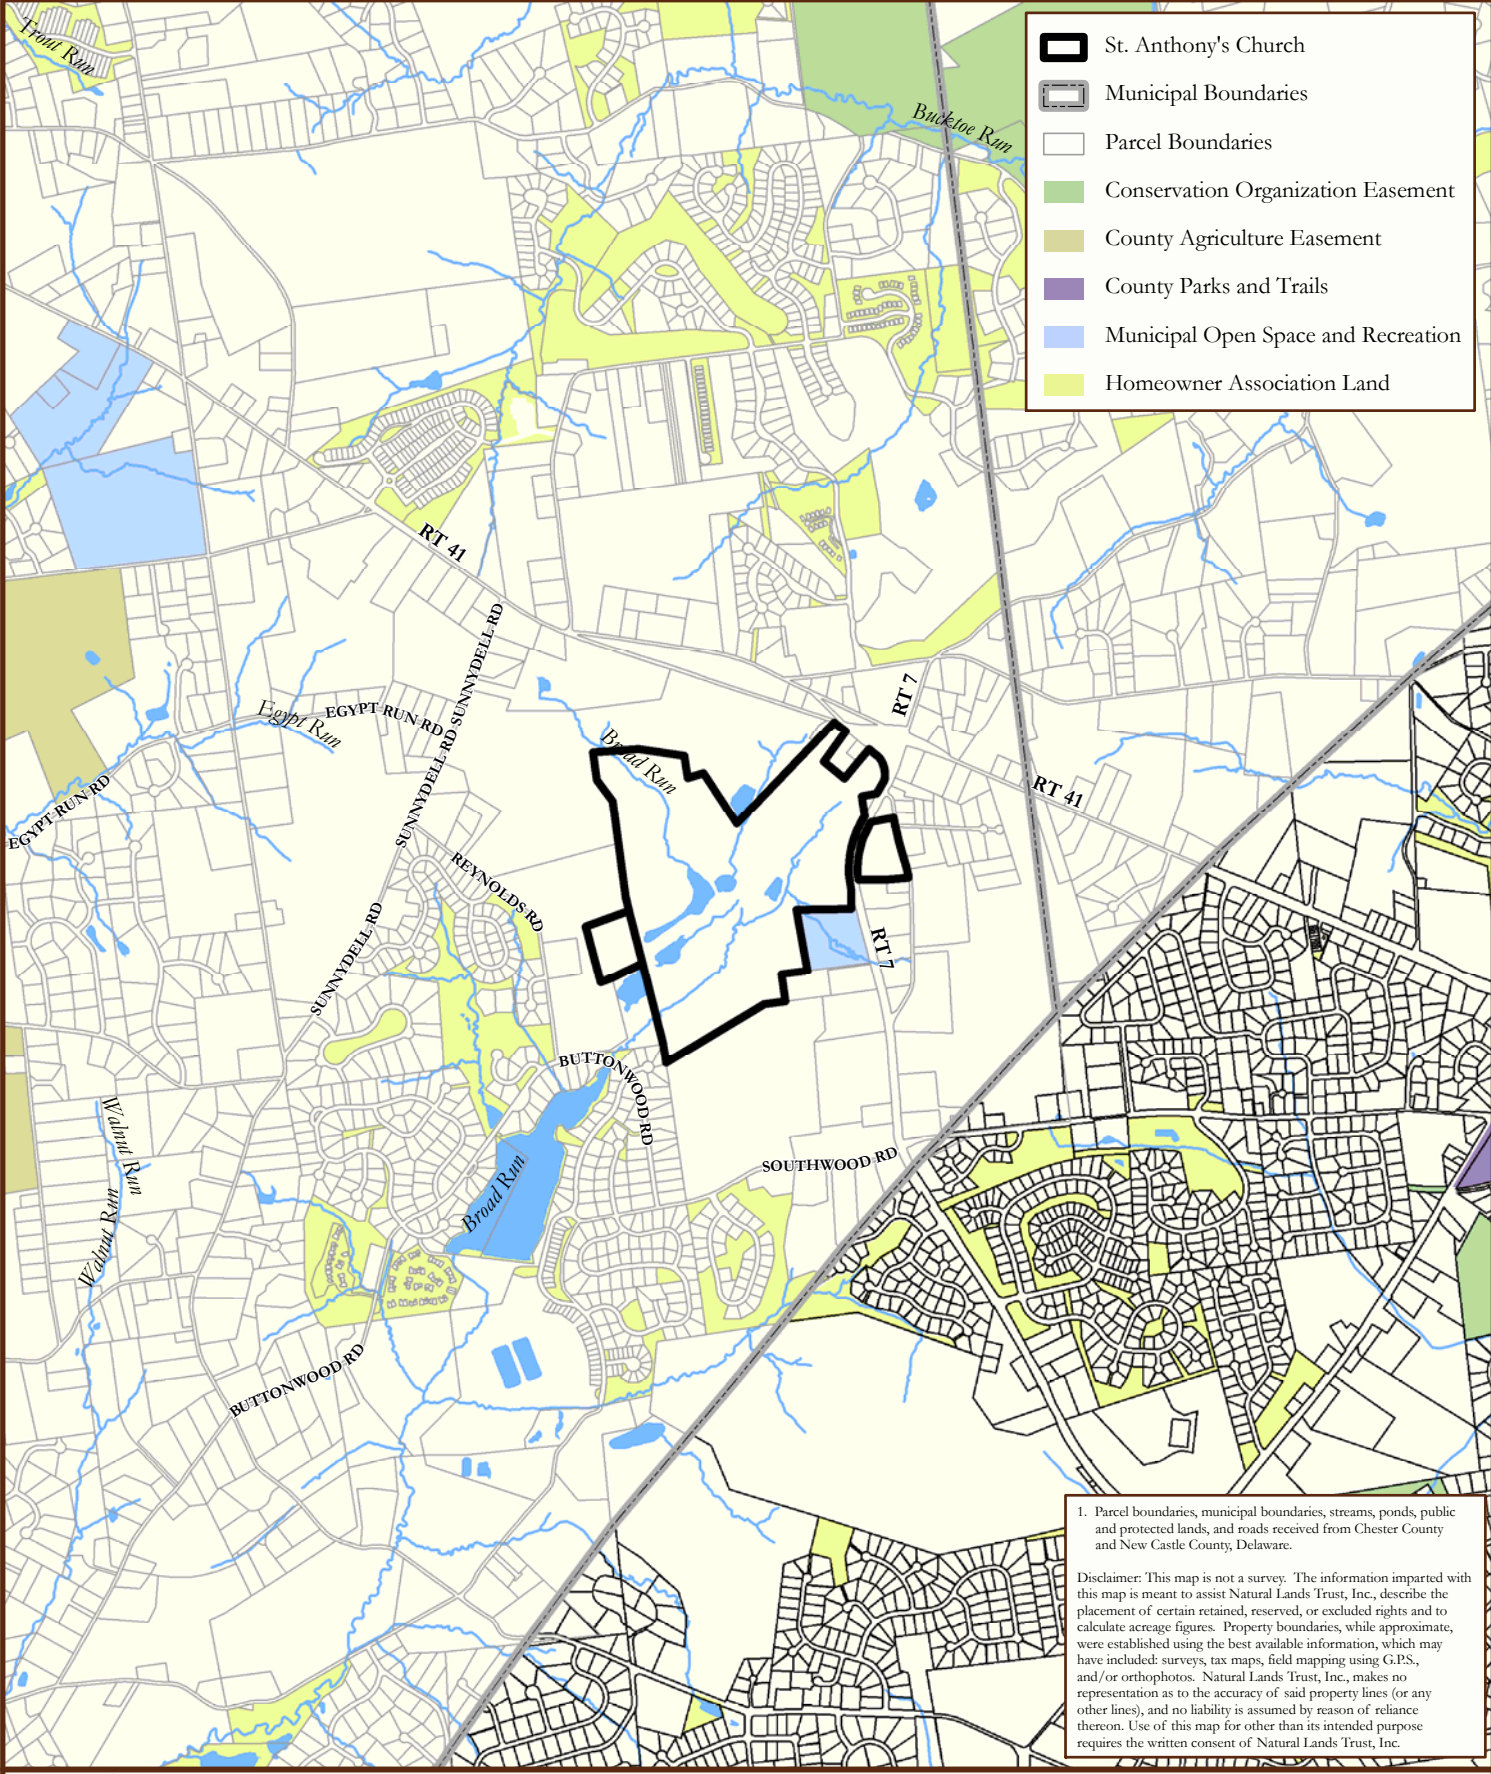 Trout Run
Bucktoe Run
St. Anthony's Church
Municipal Boundaries
Parcel Boundaries
Conservation Organization Easement
County Agriculture Easement
County Parks and Trails
Municipal Open Space and Recreation
Homeowner Association Land
RT 41
SUNNYDELL RD
RT 7
Egypt Run
EGYPT RUN RD
Broad Run
SUNNYDELL RD
RT 41
EGYPT RUN RD
REYNOLDS RD
SUNNYDELL RD
RT 7
BUTTONWOOD RD
Walnut Run
SOUTHWOOD RD
Broad Run
Walnut Run
BUTTONWOOD RD
1. Parcel boundaries, municipal boundaries, streams, ponds, public
and protected lands, and roads received from Chester County
and New Castle County, Delaware.
Disclaimer: This map is not a survey. The information imparted with
this map is meant to assist Natural Lands Trust, Inc., describe the
placement of certain retained, reserved, or excluded rights and to
calculate acreage figures. Property boundaries, while approximate,
were established using the best available information, which may
have included: surveys, tax maps, field mapping using G.P.S.,
and/or orthophotos. Natural Lands Trust, Inc., makes no
representation as to the accuracy of said property lines (or any
other lines), and no liability is assumed by reason of reliance
thereon. Use of this map for other than its intended purpose
requires the written consent of Natural Lands Trust, Inc.